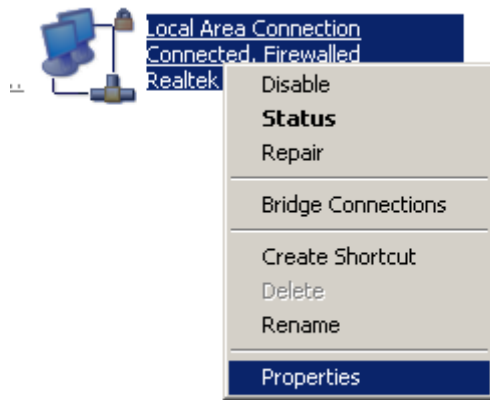 Local Area Connection
Connected, Firewalled
Realtek
Disable
Status
Repair
Bridge Connections
Create Shortcut
Delete
Rename
Properties